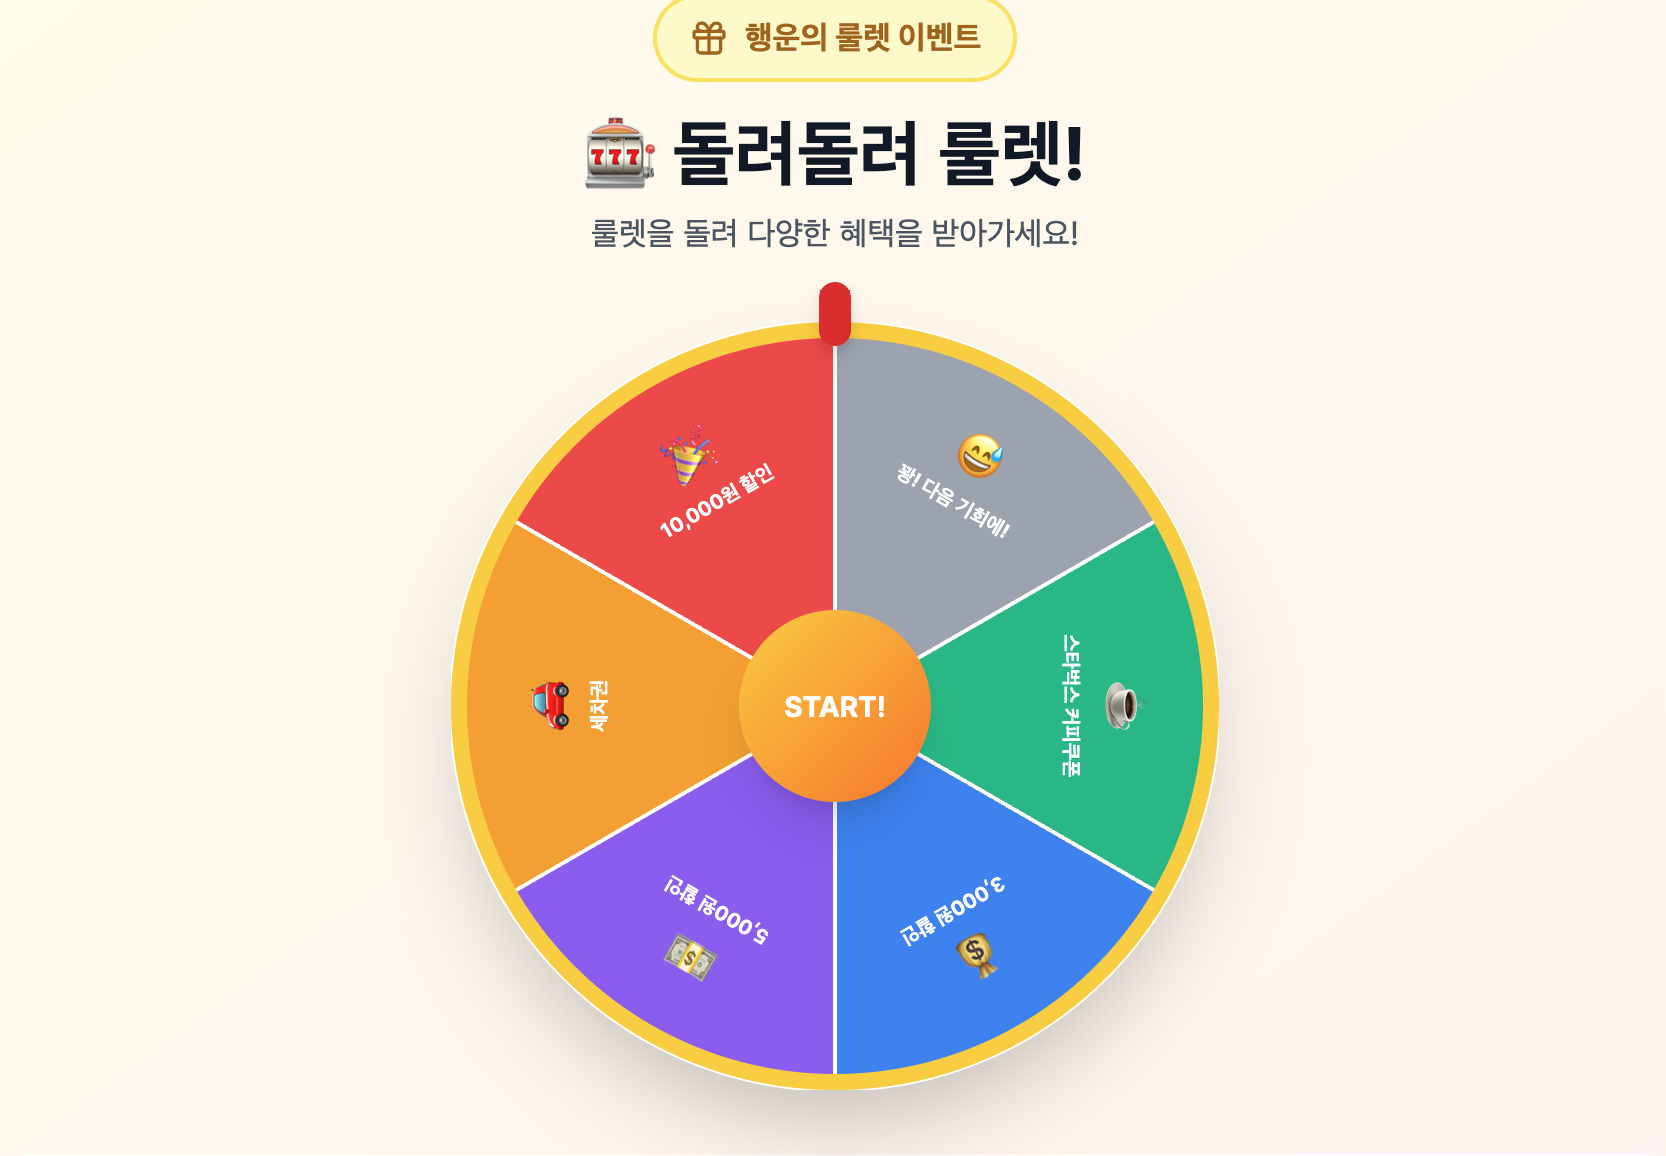 행운의 룰렛 이벤트
777 돌려돌려 룰렛!
룰렛을 돌려 다양한 혜택을 받아가세요!
10,000원 할인
꽝! 다음 기회에!
세차권
START!
스타벅스 커피쿠폰
5,000원 할인
3,000원 할인